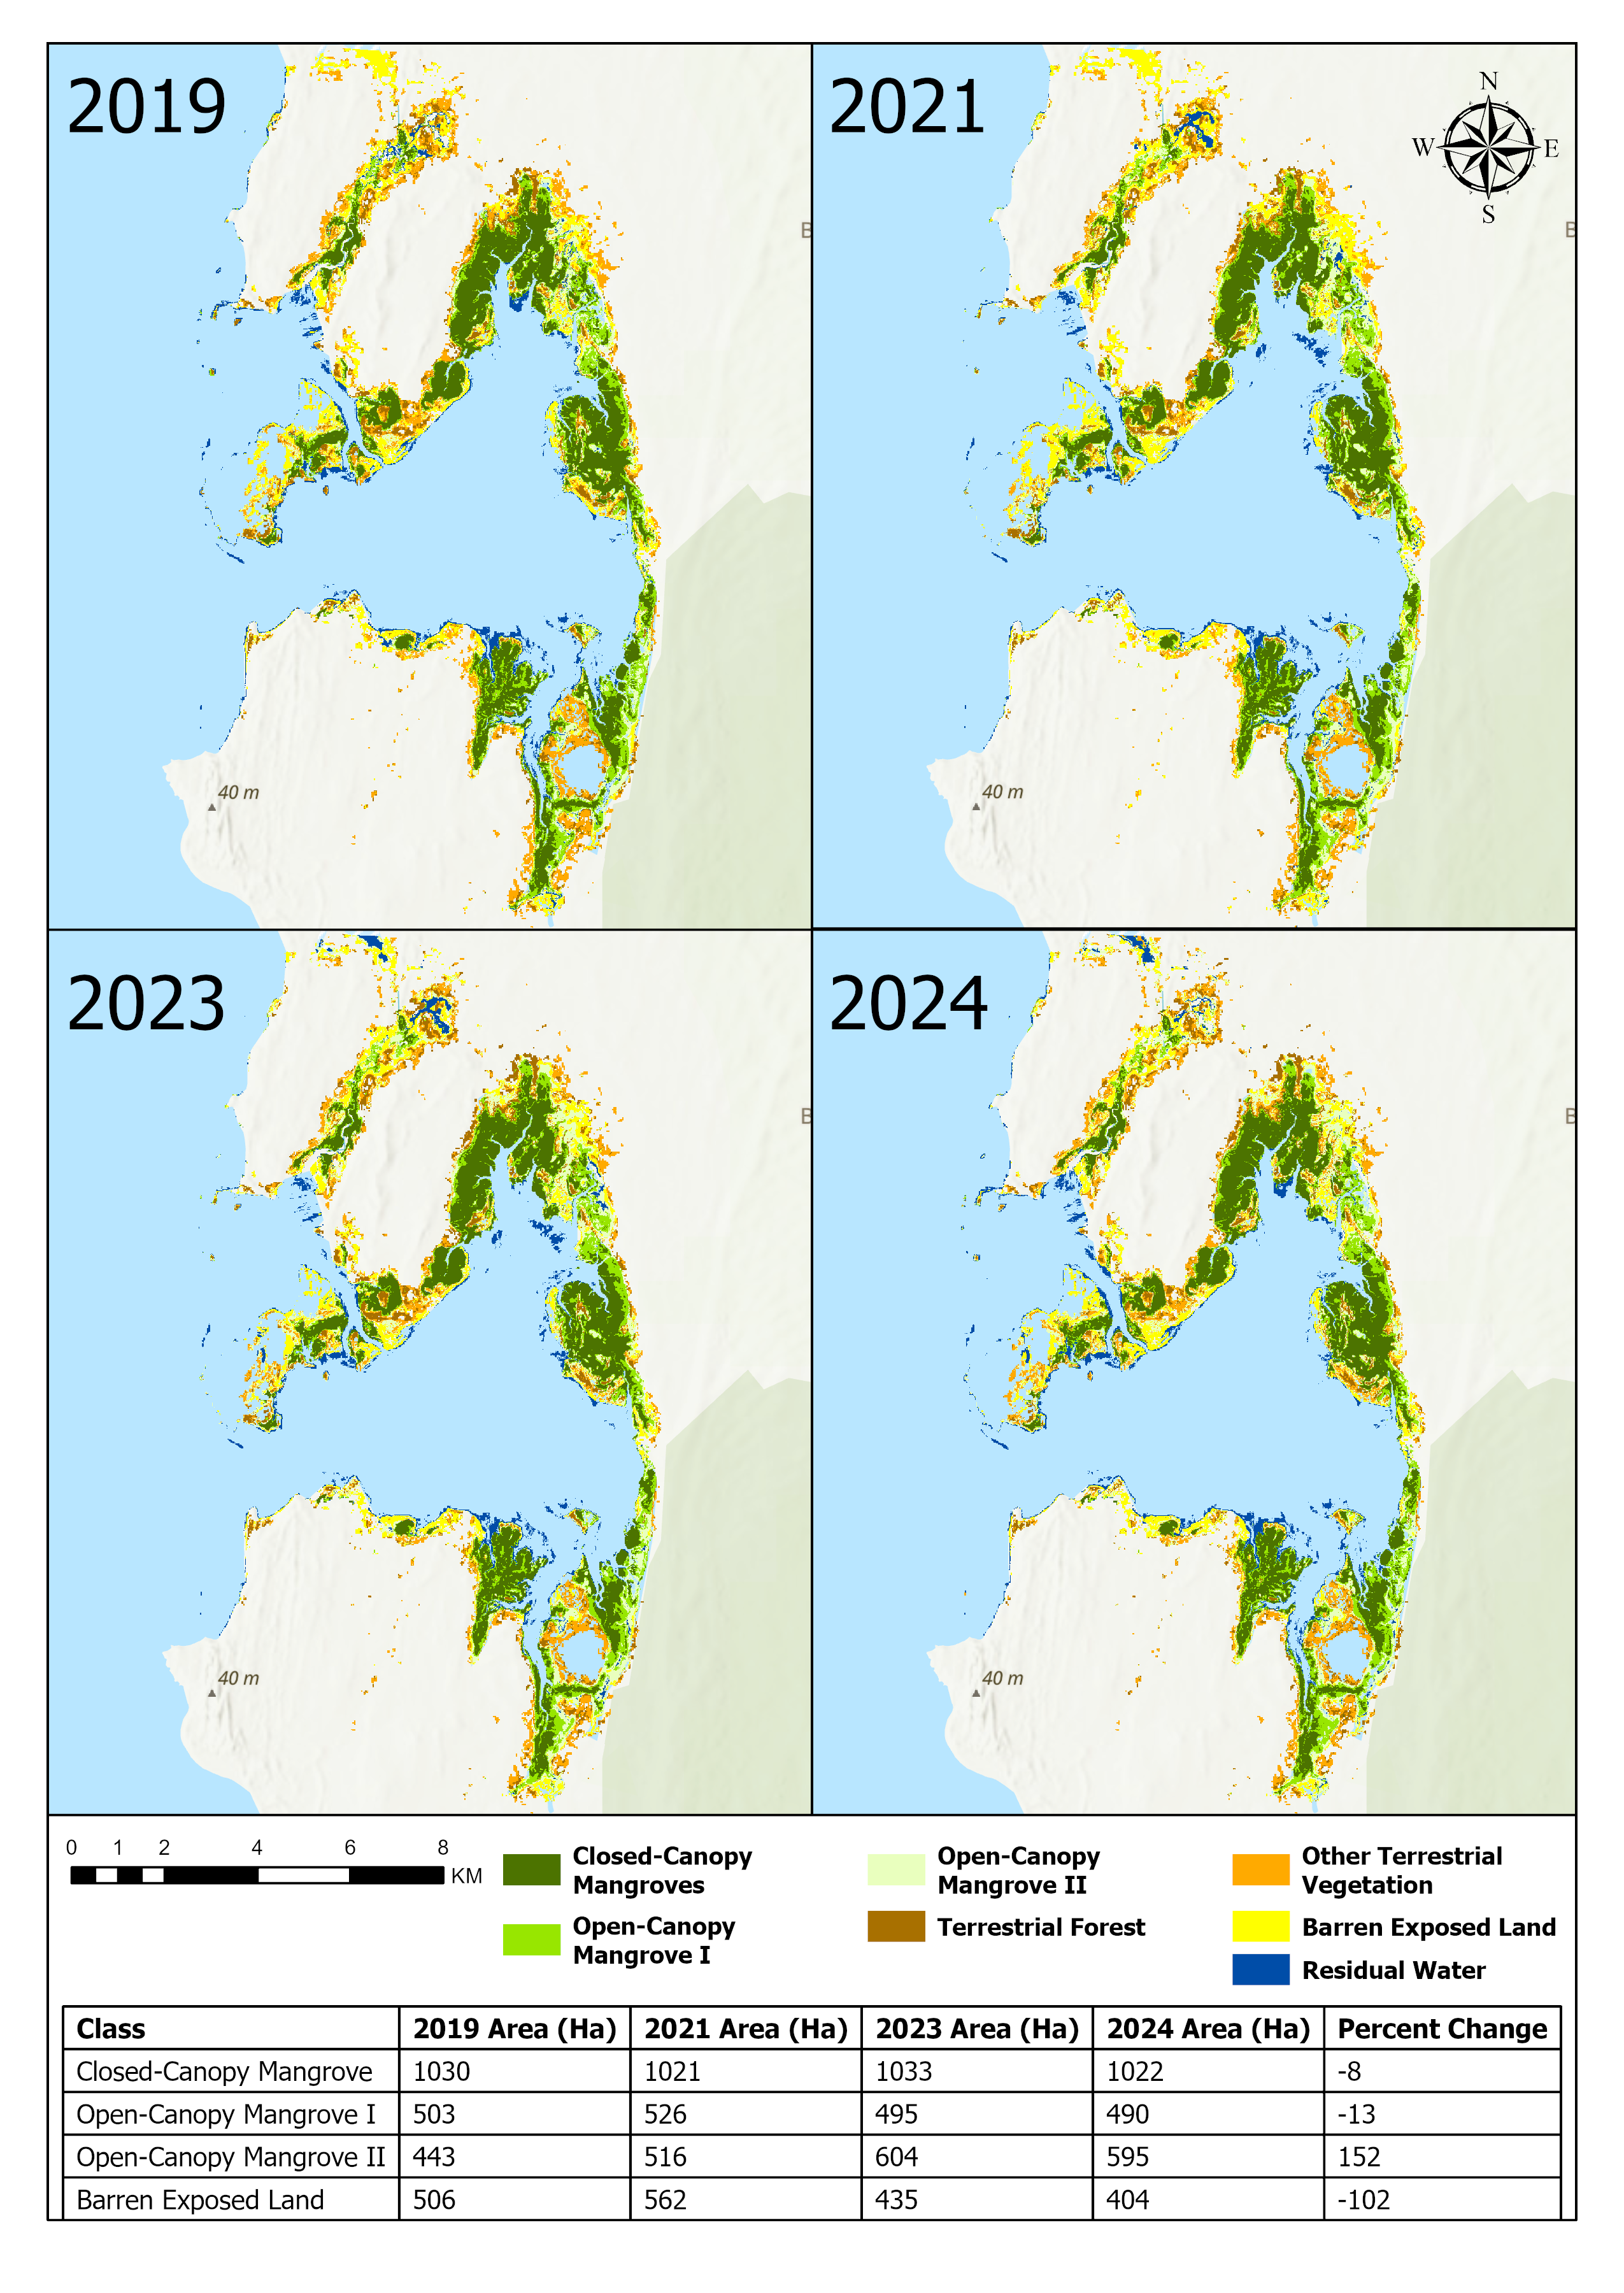 2019
2021
N
W E
S
B
B
40 m
40 m
2023
2024
B
B
40 m
40 m
0 1 2 4 6 8
KM
Closed-Canopy
Mangroves
Open-Canopy
Mangrove I
Open-Canopy
Mangrove II
Terrestrial Forest
Other Terrestrial
Vegetation
Barren Exposed Land
Residual Water
Class 2019 Area (Ha) 2021 Area (Ha) 2023 Area (Ha) 2024 Area (Ha) Percent Change
Closed-Canopy Mangrove 1030 1021 1033 1022 -8
Open-Canopy Mangrove I 503 526 495 490 -13
Open-Canopy Mangrove II 443 516 604 595 152
Barren Exposed Land 506 562 435 404 -102